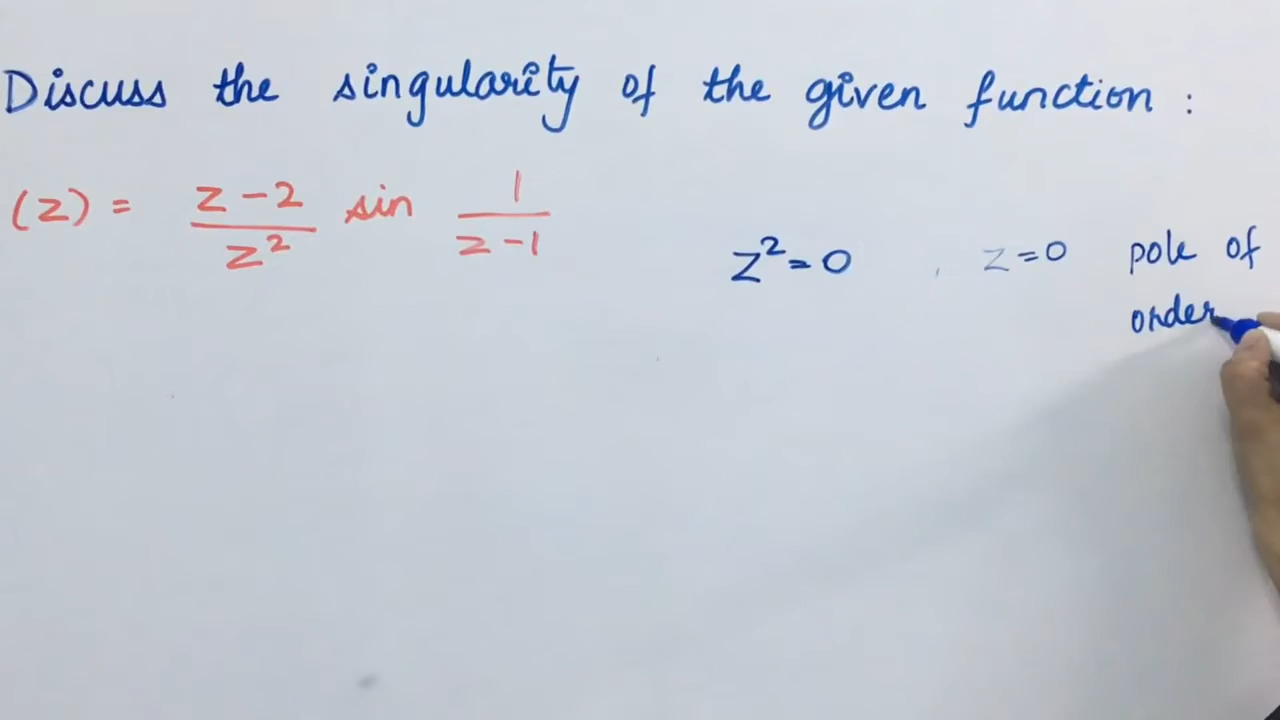 Discuss the singularity of the given function :
(z) = z-2/z² sin 1/z-1
z²=0 , z=0 pole of
order